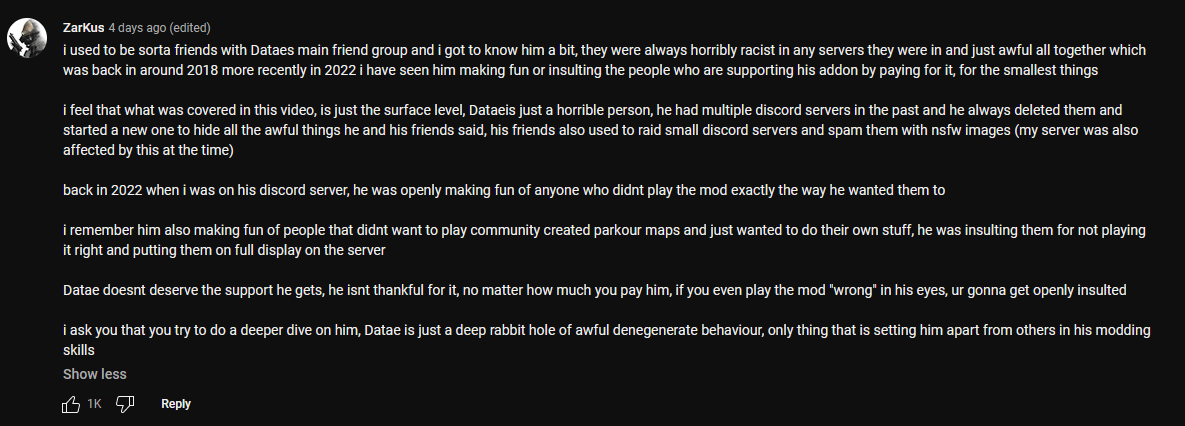 ZarKus 4 days ago (edited)
i used to be sorta friends with Dataes main friend group and i got to know him a bit, they were always horribly racist in any servers they were in and just awful all together which
was back in around 2018 more recently in 2022 i have seen him making fun or insulting the people who are supporting his addon by paying for it, for the smallest things
i feel that what was covered in this video, is just the surface level, Dataeis just a horrible person, he had multiple discord servers in the past and he always deleted them and
started a new one to hide all the awful things he and his friends said, his friends also used to raid small discord servers and spam them with nsfw images (my server was also
affected by this at the time)
back in 2022 when i was on his discord server, he was openly making fun of anyone who didnt play the mod exactly the way he wanted them to
i remember him also making fun of people that didnt want to play community created parkour maps and just wanted to do their own stuff, he was insulting them for not playing
it right and putting them on full display on the server
Datae doesnt deserve the support he gets, he isnt thankful for it, no matter how much you pay him, if you even play the mod "wrong" in his eyes, ur gonna get openly insulted
i ask you that you try to do a deeper dive on him, Datae is just a deep rabbit hole of awful denegenerate behaviour, only thing that is setting him apart from others in his modding
skills
Show less
1K Reply